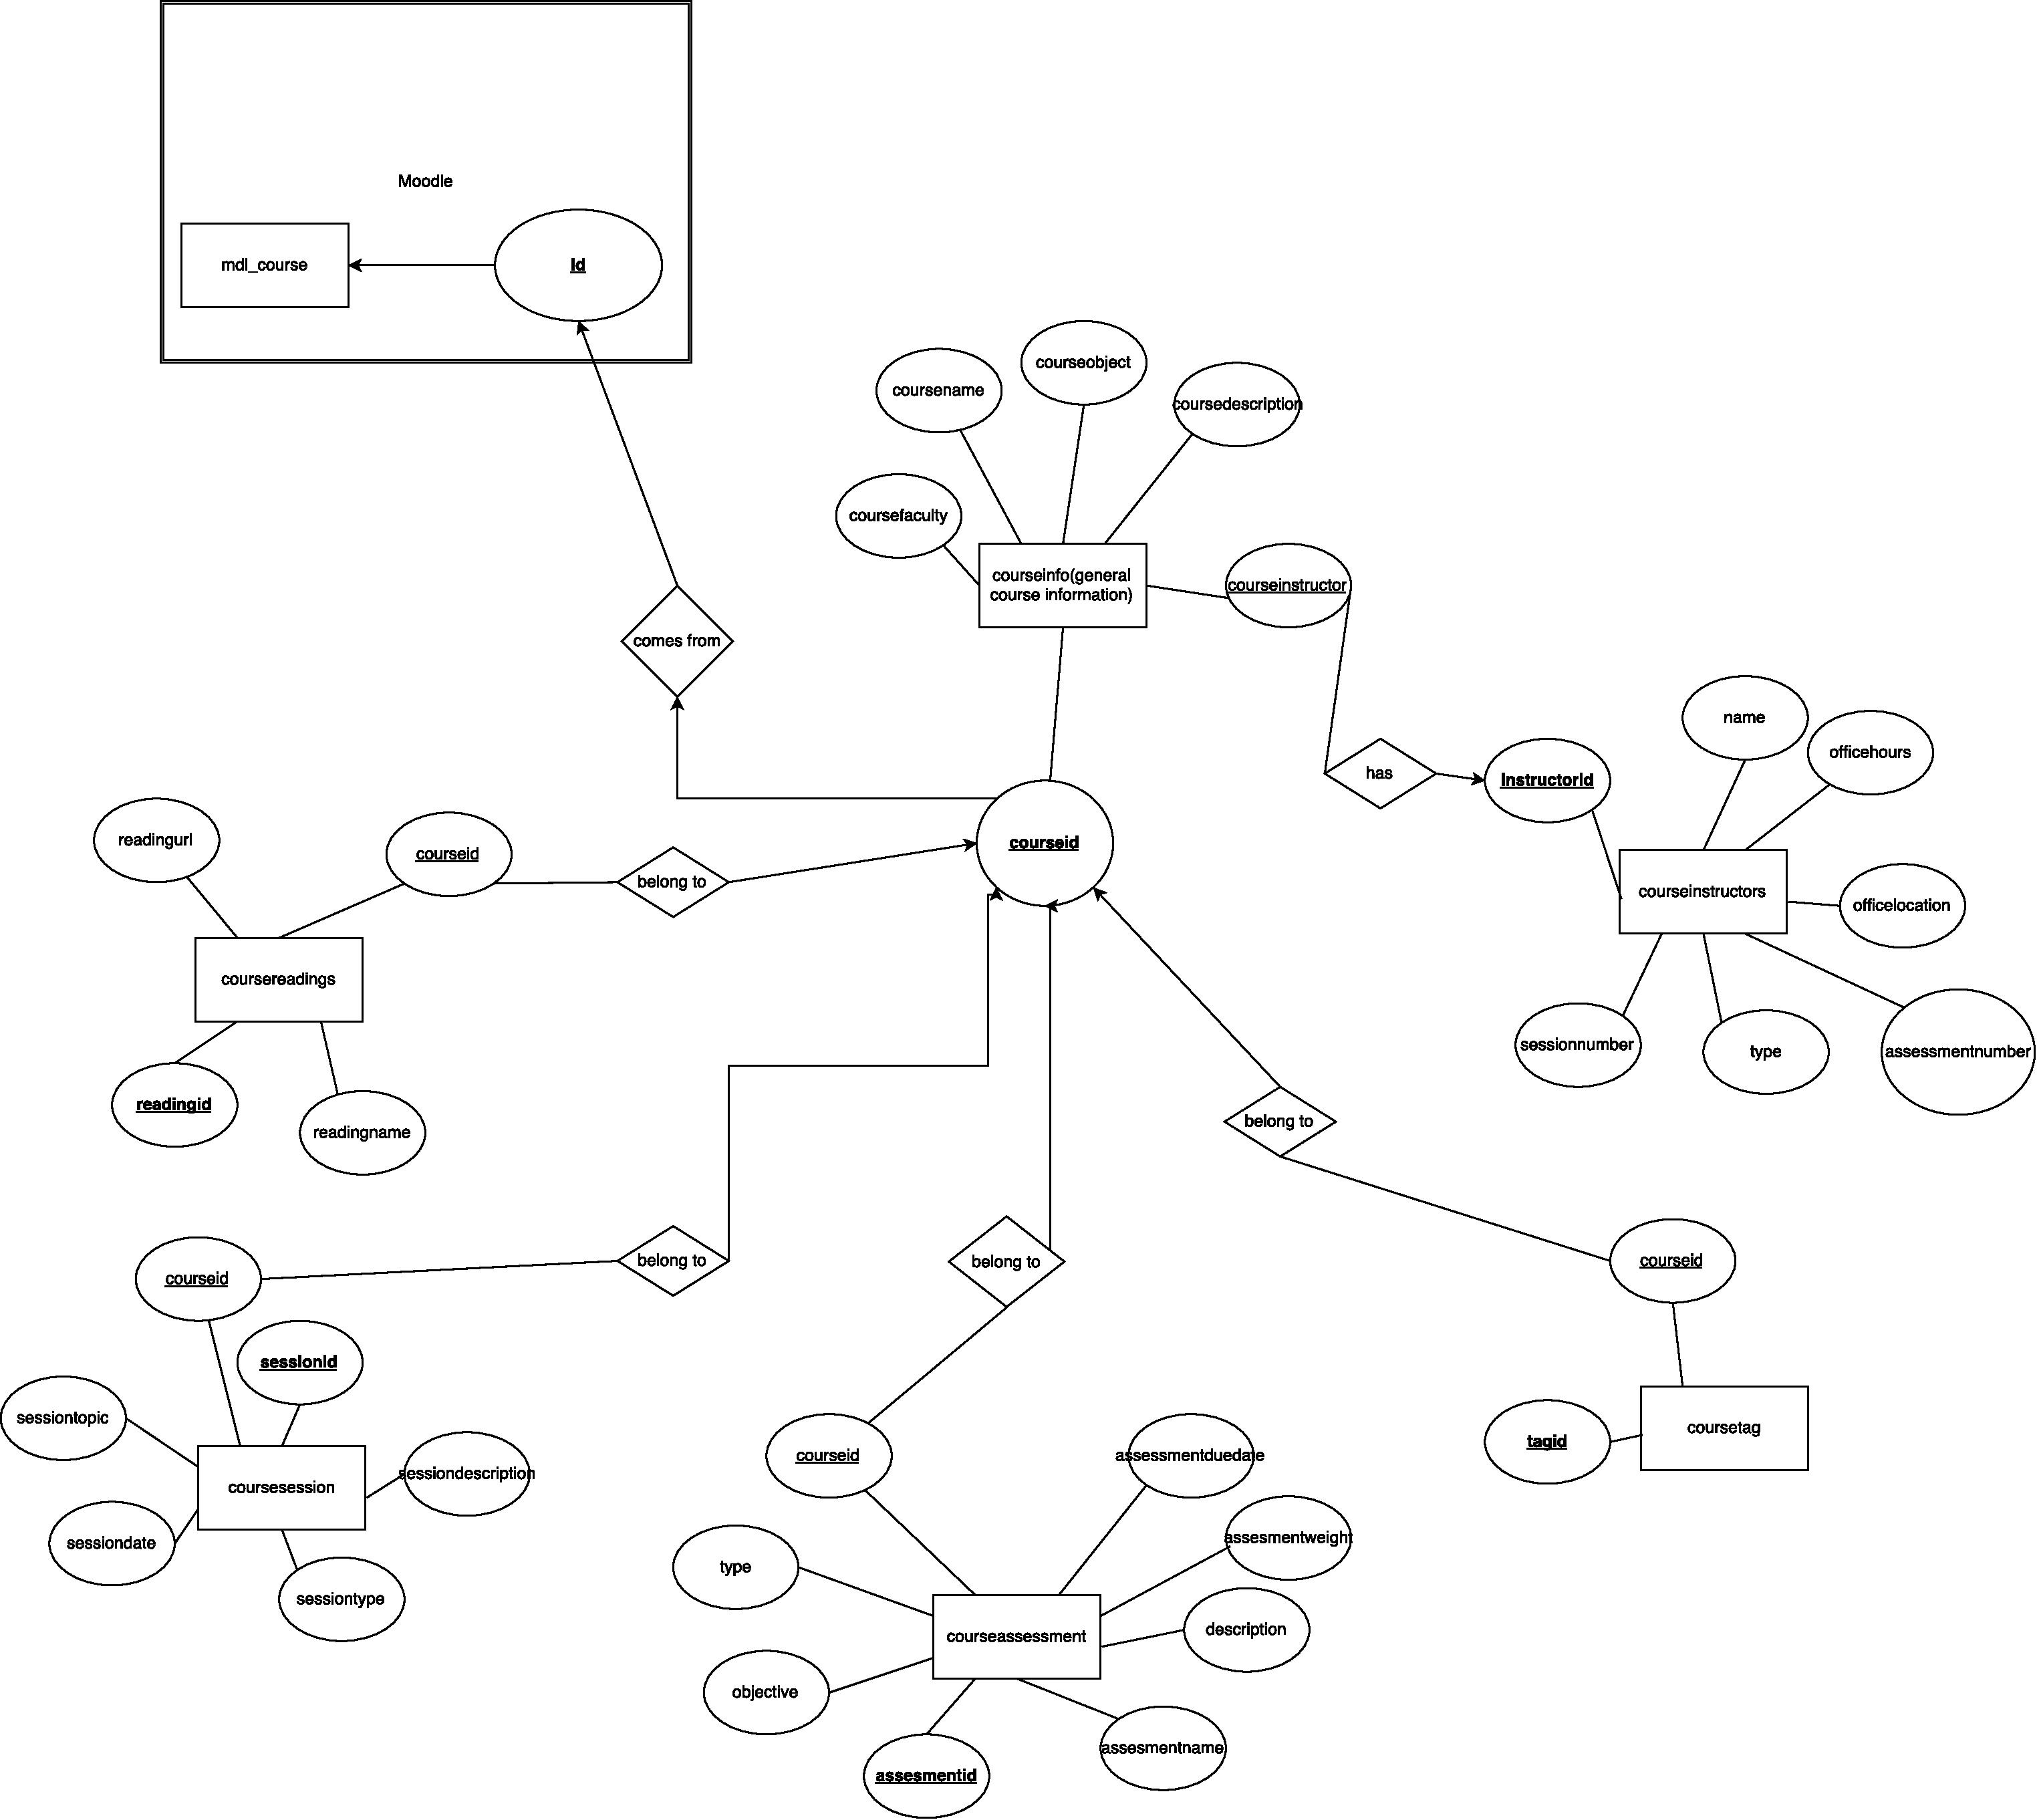 Moodle
mdl_course
Id
courseobject
coursename
coursedescription
coursefaculty
courseinfo(general
course information)
courseinstructor
comes from
name
officehours
has
InstructorId
readingurl
courseid
belong to
courseid
courseinstructors
officelocation
coursereadings
sessionnumber
type
assessmentnumber
readingid
readingname
belong to
courseid
belong to
belong to
courseid
sessionId
sessiontopic
sessiondescription
coursesession
sessiondate
sessiontype
courseid
assessmentduedate
tagid
coursetag
type
assesmentweight
courseassessment
description
objective
assesmentname
assesmentid